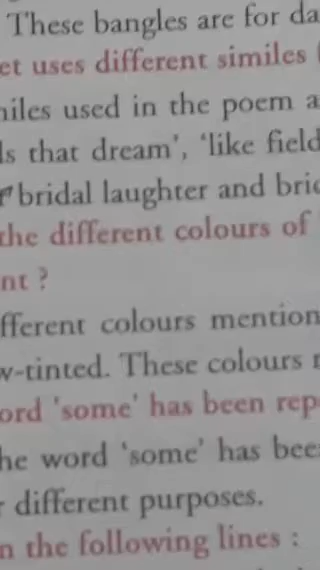 These bangles are for da
et uses different similes (
niles used in the poem a
ls that dream', 'like field
bridal laughter and brid
the different colours of
nt ?
fferent colours mention
w-tinted. These colours r
ord 'some' has been rep
he word 'some' has bee
r different purposes.
n the following lines :